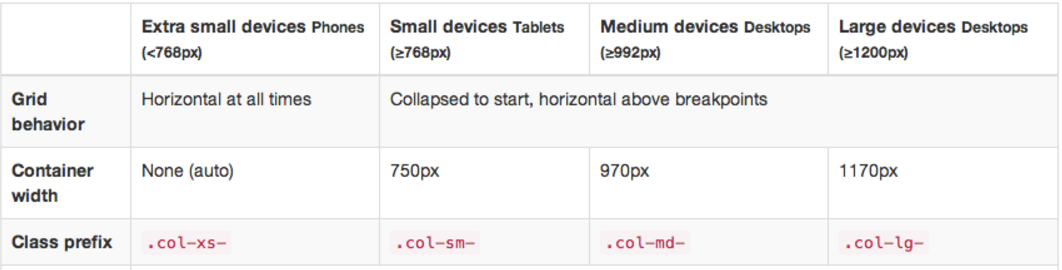 Extra small devices Phones (<768px)
Small devices Tablets (≥768px)
Medium devices Desktops (≥992px)
Large devices Desktops (≥1200px)
Grid behavior
Horizontal at all times
Collapsed to start, horizontal above breakpoints
Container width
None (auto)
750px
970px
1170px
Class prefix
.col-xs-
.col-sm-
.col-md-
.col-lg-